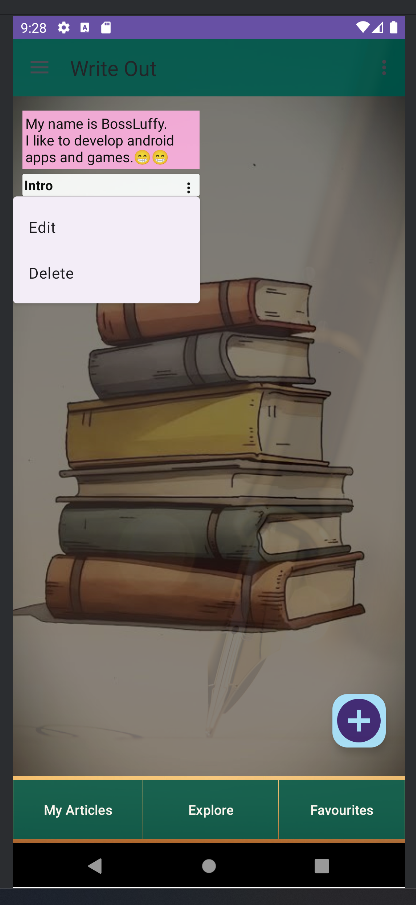 9:28
Write Out
My name is BossLuffy.
I like to develop android
apps and games.😁😁
Intro
Edit
Delete
My Articles
Explore
Favourites